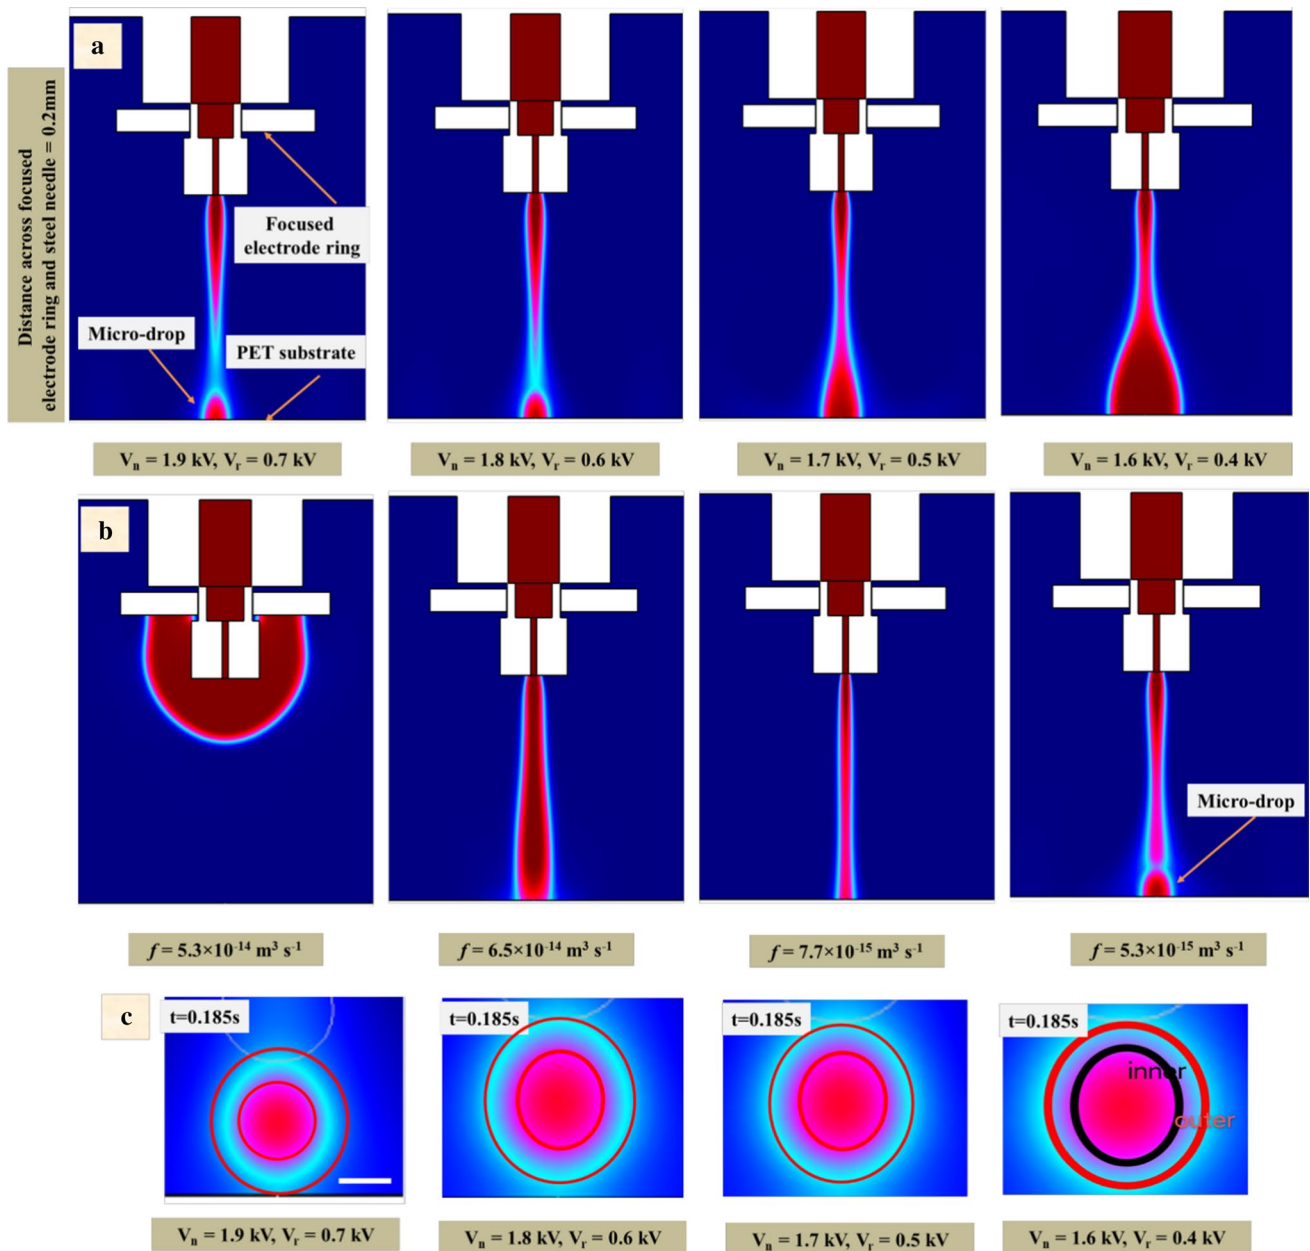 a
Distance across focused
electrode ring and steel needle = 0.2mm
Focused
electrode ring
Micro-drop
PET substrate
Vₙ = 1.9 kV, Vᵣ = 0.7 kV
Vₙ = 1.8 kV, Vᵣ = 0.6 kV
Vₙ = 1.7 kV, Vᵣ = 0.5 kV
Vₙ = 1.6 kV, Vᵣ = 0.4 kV
b
Micro-drop
f = 5.3×10⁻¹⁴ m³ s⁻¹
f = 6.5×10⁻¹⁴ m³ s⁻¹
f = 7.7×10⁻¹⁵ m³ s⁻¹
f = 5.3×10⁻¹⁵ m³ s⁻¹
c
t=0.185s
t=0.185s
t=0.185s
t=0.185s
inner
outer
Vₙ = 1.9 kV, Vᵣ = 0.7 kV
Vₙ = 1.8 kV, Vᵣ = 0.6 kV
Vₙ = 1.7 kV, Vᵣ = 0.5 kV
Vₙ = 1.6 kV, Vᵣ = 0.4 kV